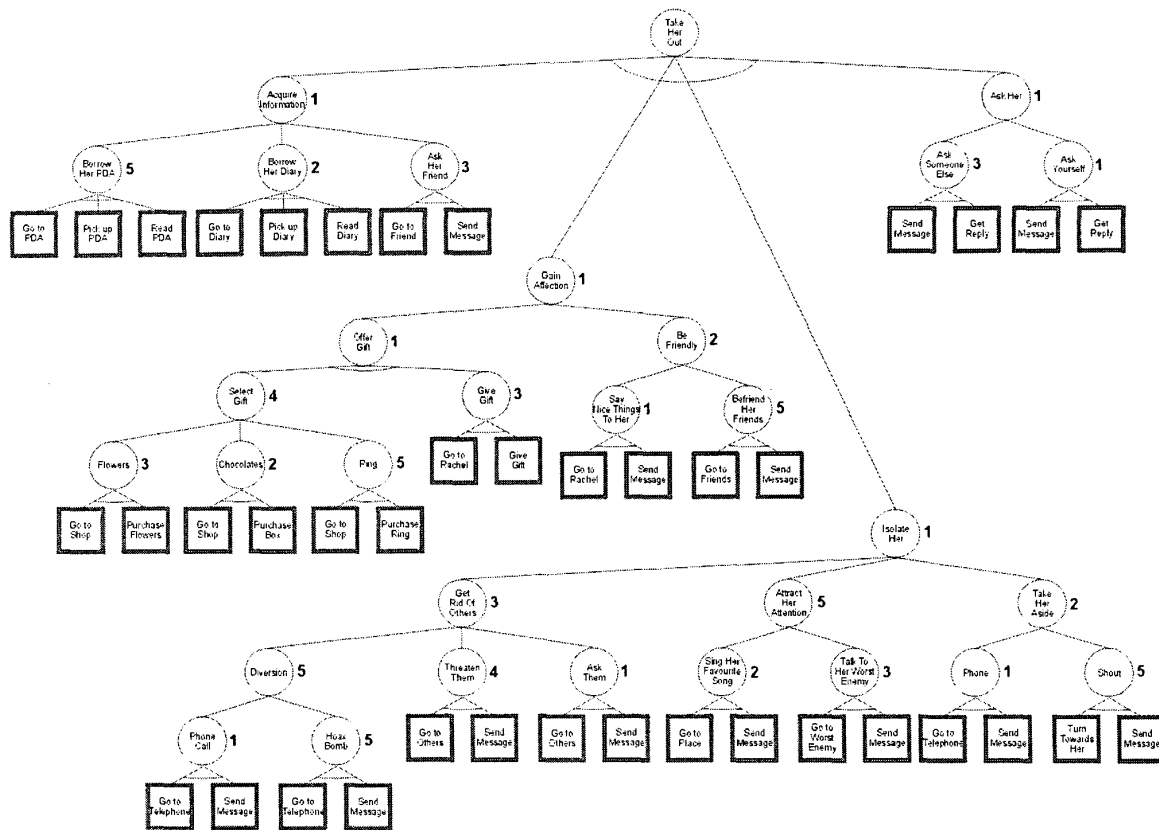 Take
Her
Out
Acquire
Information
1
Ask Her
1
Borrow
Her PDA
5
Borrow
Her Diary
2
Ask
Her
Friend
3
Ask
Someone
Else
3
Ask
Yourself
1
Go to
PDA
Pick up
PDA
Read
PDA
Go to
Diary
Pick up
Diary
Read
Diary
Go to
Friend
Send
Message
Send
Message
Get
Reply
Send
Message
Get
Reply
Gain
Affection
1
Offer
Gift
1
Be
Friendly
2
Select
Gift
4
Give
Gift
3
Say
Nice Things
To Her
1
Befriend
Her
Friends
5
Flowers
3
Chocolates
2
Ring
5
Go to
Rachel
Give
Gift
Go to
Rachel
Send
Message
Go to
Friends
Send
Message
Go to
Shop
Purchase
Flowers
Go to
Shop
Purchase
Box
Go to
Shop
Purchase
Ring
Isolate
Her
1
Get
Rid Of
Others
3
Attract
Her
Attention
5
Take
Her
Aside
2
Diversion
5
Threaten
Them
4
Ask
Them
1
Sing Her
Favourite
Song
2
Talk To
Her Worst
Enemy
3
Phone
1
Shout
5
Phone
Call
1
Hoax
Bomb
5
Go to
Others
Send
Message
Go to
Others
Send
Message
Go to
Place
Send
Message
Go to
Worst
Enemy
Send
Message
Go to
Telephone
Send
Message
Turn
Towards
Her
Send
Message
Go to
Telephone
Send
Message
Go to
Telephone
Send
Message